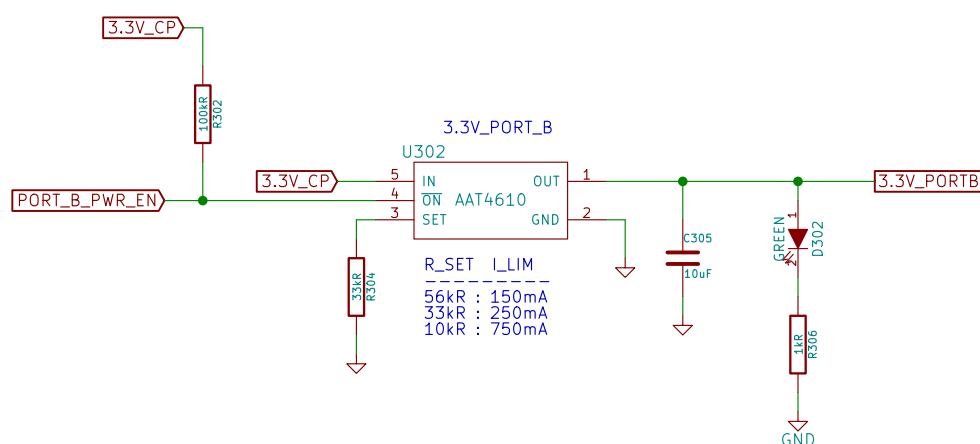 3.3V_CP
100kR
R302
PORT_B_PWR_EN
3.3V_PORT_B
U302
3.3V_CP
5 IN OUT 1
4 ON AAT4610
3 SET GND 2
3.3V_PORTB
33kR
R304
R_SET I_LIM
-------------
56kR : 150mA
33kR : 250mA
10kR : 750mA
C305
10uF
1
GREEN
D302
2
1kR
R306
GND